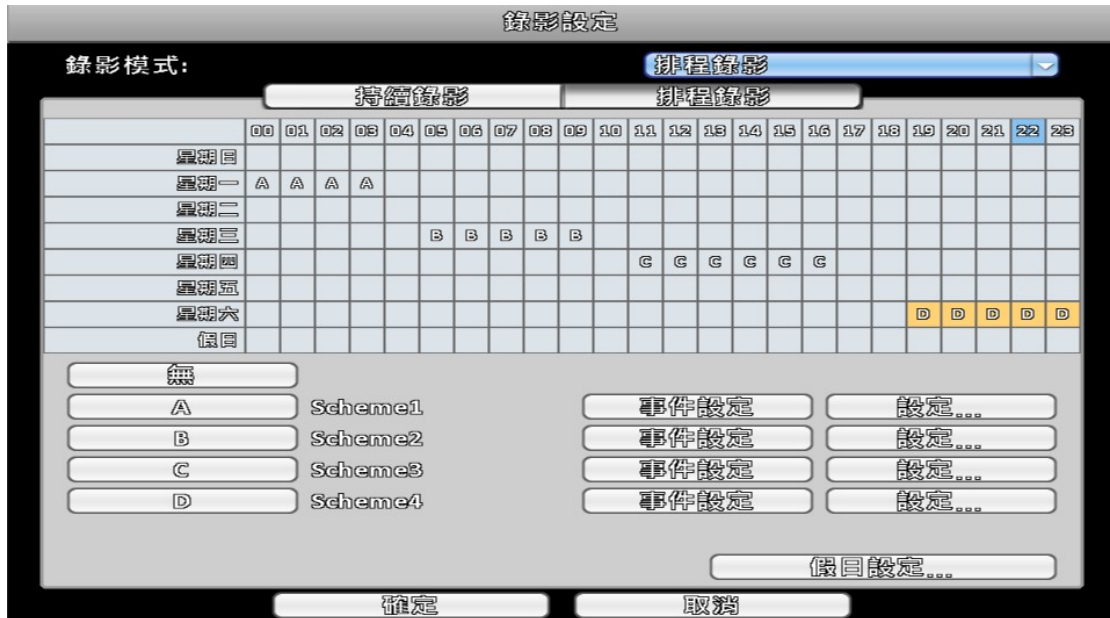 錄影設定
錄影模式: 排程錄影
持續錄影 排程錄影
00 01 02 03 04 05 06 07 08 09 10 11 12 13 14 15 16 17 18 19 20 21 22 23
星期日
星期一 A A A A
星期二
星期三 B B B B B
星期四 C C C C C C
星期五
星期六 D D D D D
假日
無
A Scheme1 事件設定 設定...
B Scheme2 事件設定 設定...
C Scheme3 事件設定 設定...
D Scheme4 事件設定 設定...
假日設定...
確定 取消